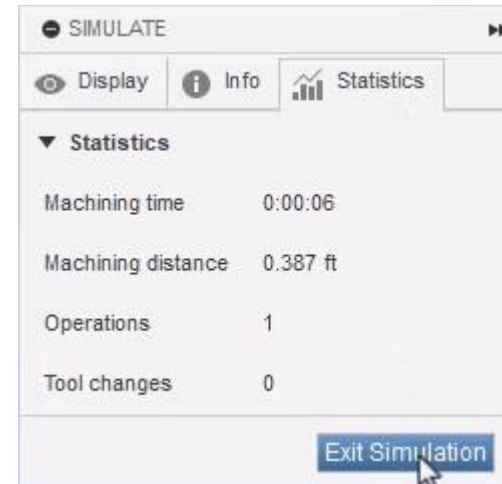 SIMULATE
Display Info Statistics
Statistics
Machining time 0:00:06
Machining distance 0.387 ft
Operations 1
Tool changes 0
Exit Simulation